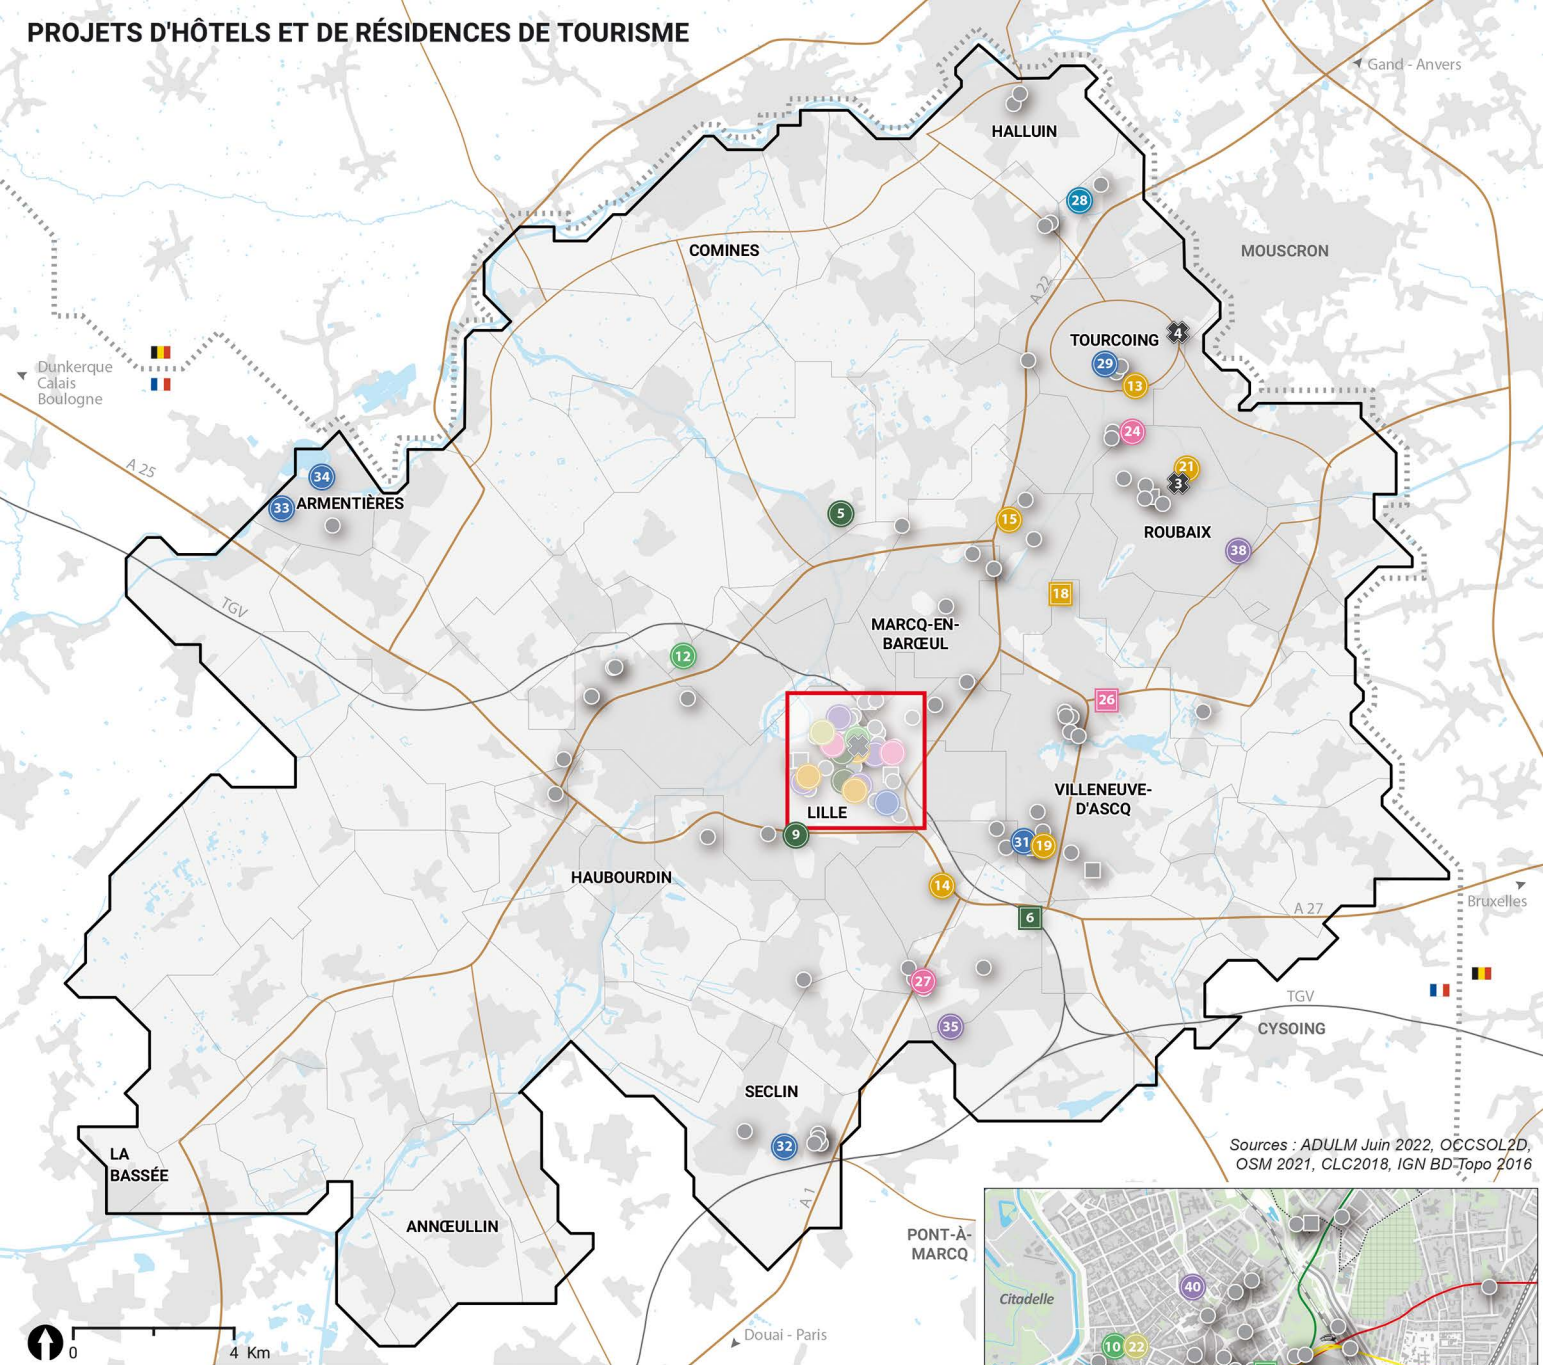 PROJETS D'HÔTELS ET DE RÉSIDENCES DE TOURISME
Gand - Anvers
HALLUIN
28
COMINES
MOUSCRON
A 22
TOURCOING
4
29
13
Dunkerque
Calais
Boulogne
24
A 25
21
3
34
33
ARMENTIÈRES
5
15
ROUBAIX
38
18
TGV
MARCQ-EN-
BARŒUL
12
26
VILLENEUVE-
D'ASCQ
LILLE
9
31
19
HAUBOURDIN
14
6
A 27
Bruxelles
27
35
TGV
CYSOING
SECLIN
32
LA
BASSÉE
A 1
Sources : ADULM Juin 2022, OCCSOL2D,
OSM 2021, CLC2018, IGN BD-Topo 2016
ANNŒULLIN
PONT-À-
MARCQ
Citadelle
40
10
22
Douai - Paris
0
4 Km